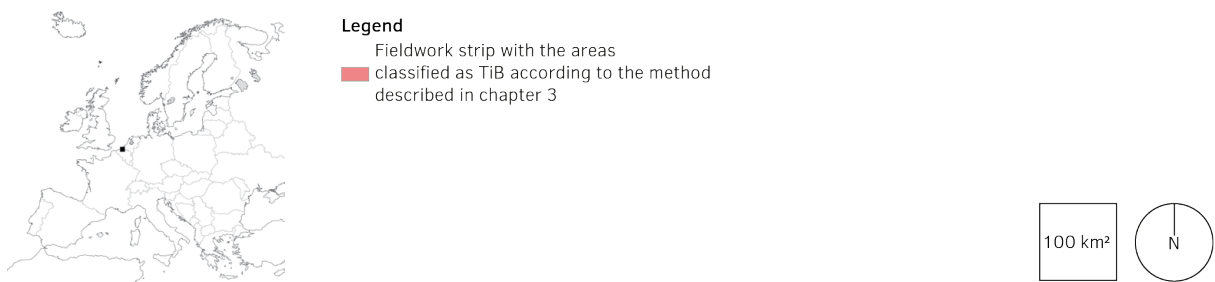 Legend
Fieldwork strip with the areas
classified as TiB according to the method
described in chapter 3
100 km²
N